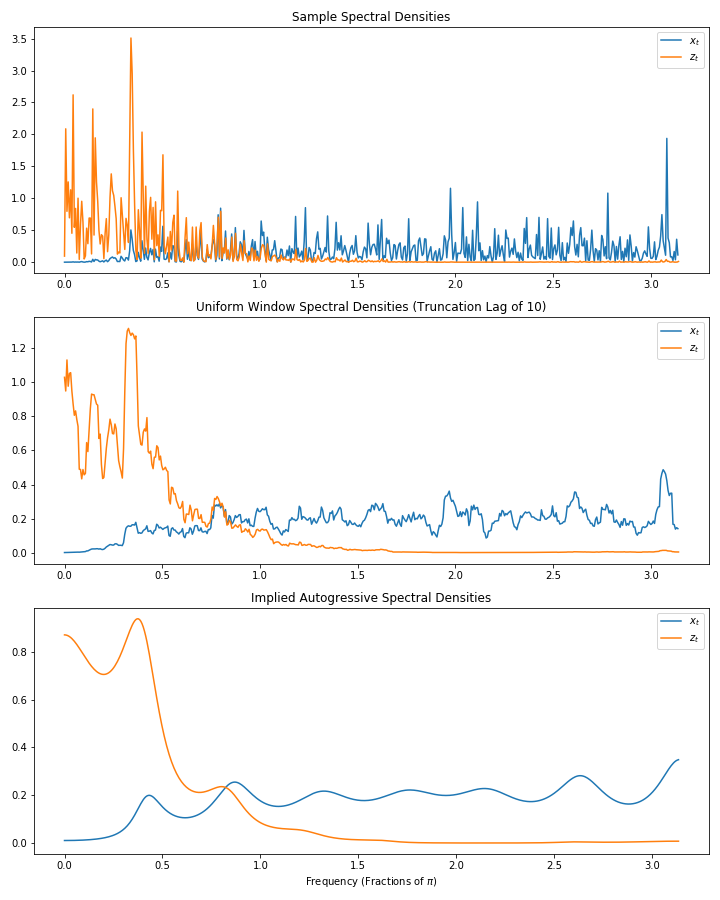 Sample Spectral Densities
3.5
3.0
2.5
2.0
1.5
1.0
0.5
0.0
x_t
z_t
0.0 0.5 1.0 1.5 2.0 2.5 3.0
Uniform Window Spectral Densities (Truncation Lag of 10)
1.2
1.0
0.8
0.6
0.4
0.2
0.0
x_t
z_t
0.0 0.5 1.0 1.5 2.0 2.5 3.0
Implied Autogressive Spectral Densities
0.8
0.6
0.4
0.2
0.0
x_t
z_t
0.0 0.5 1.0 1.5 2.0 2.5 3.0
Frequency (Fractions of π)